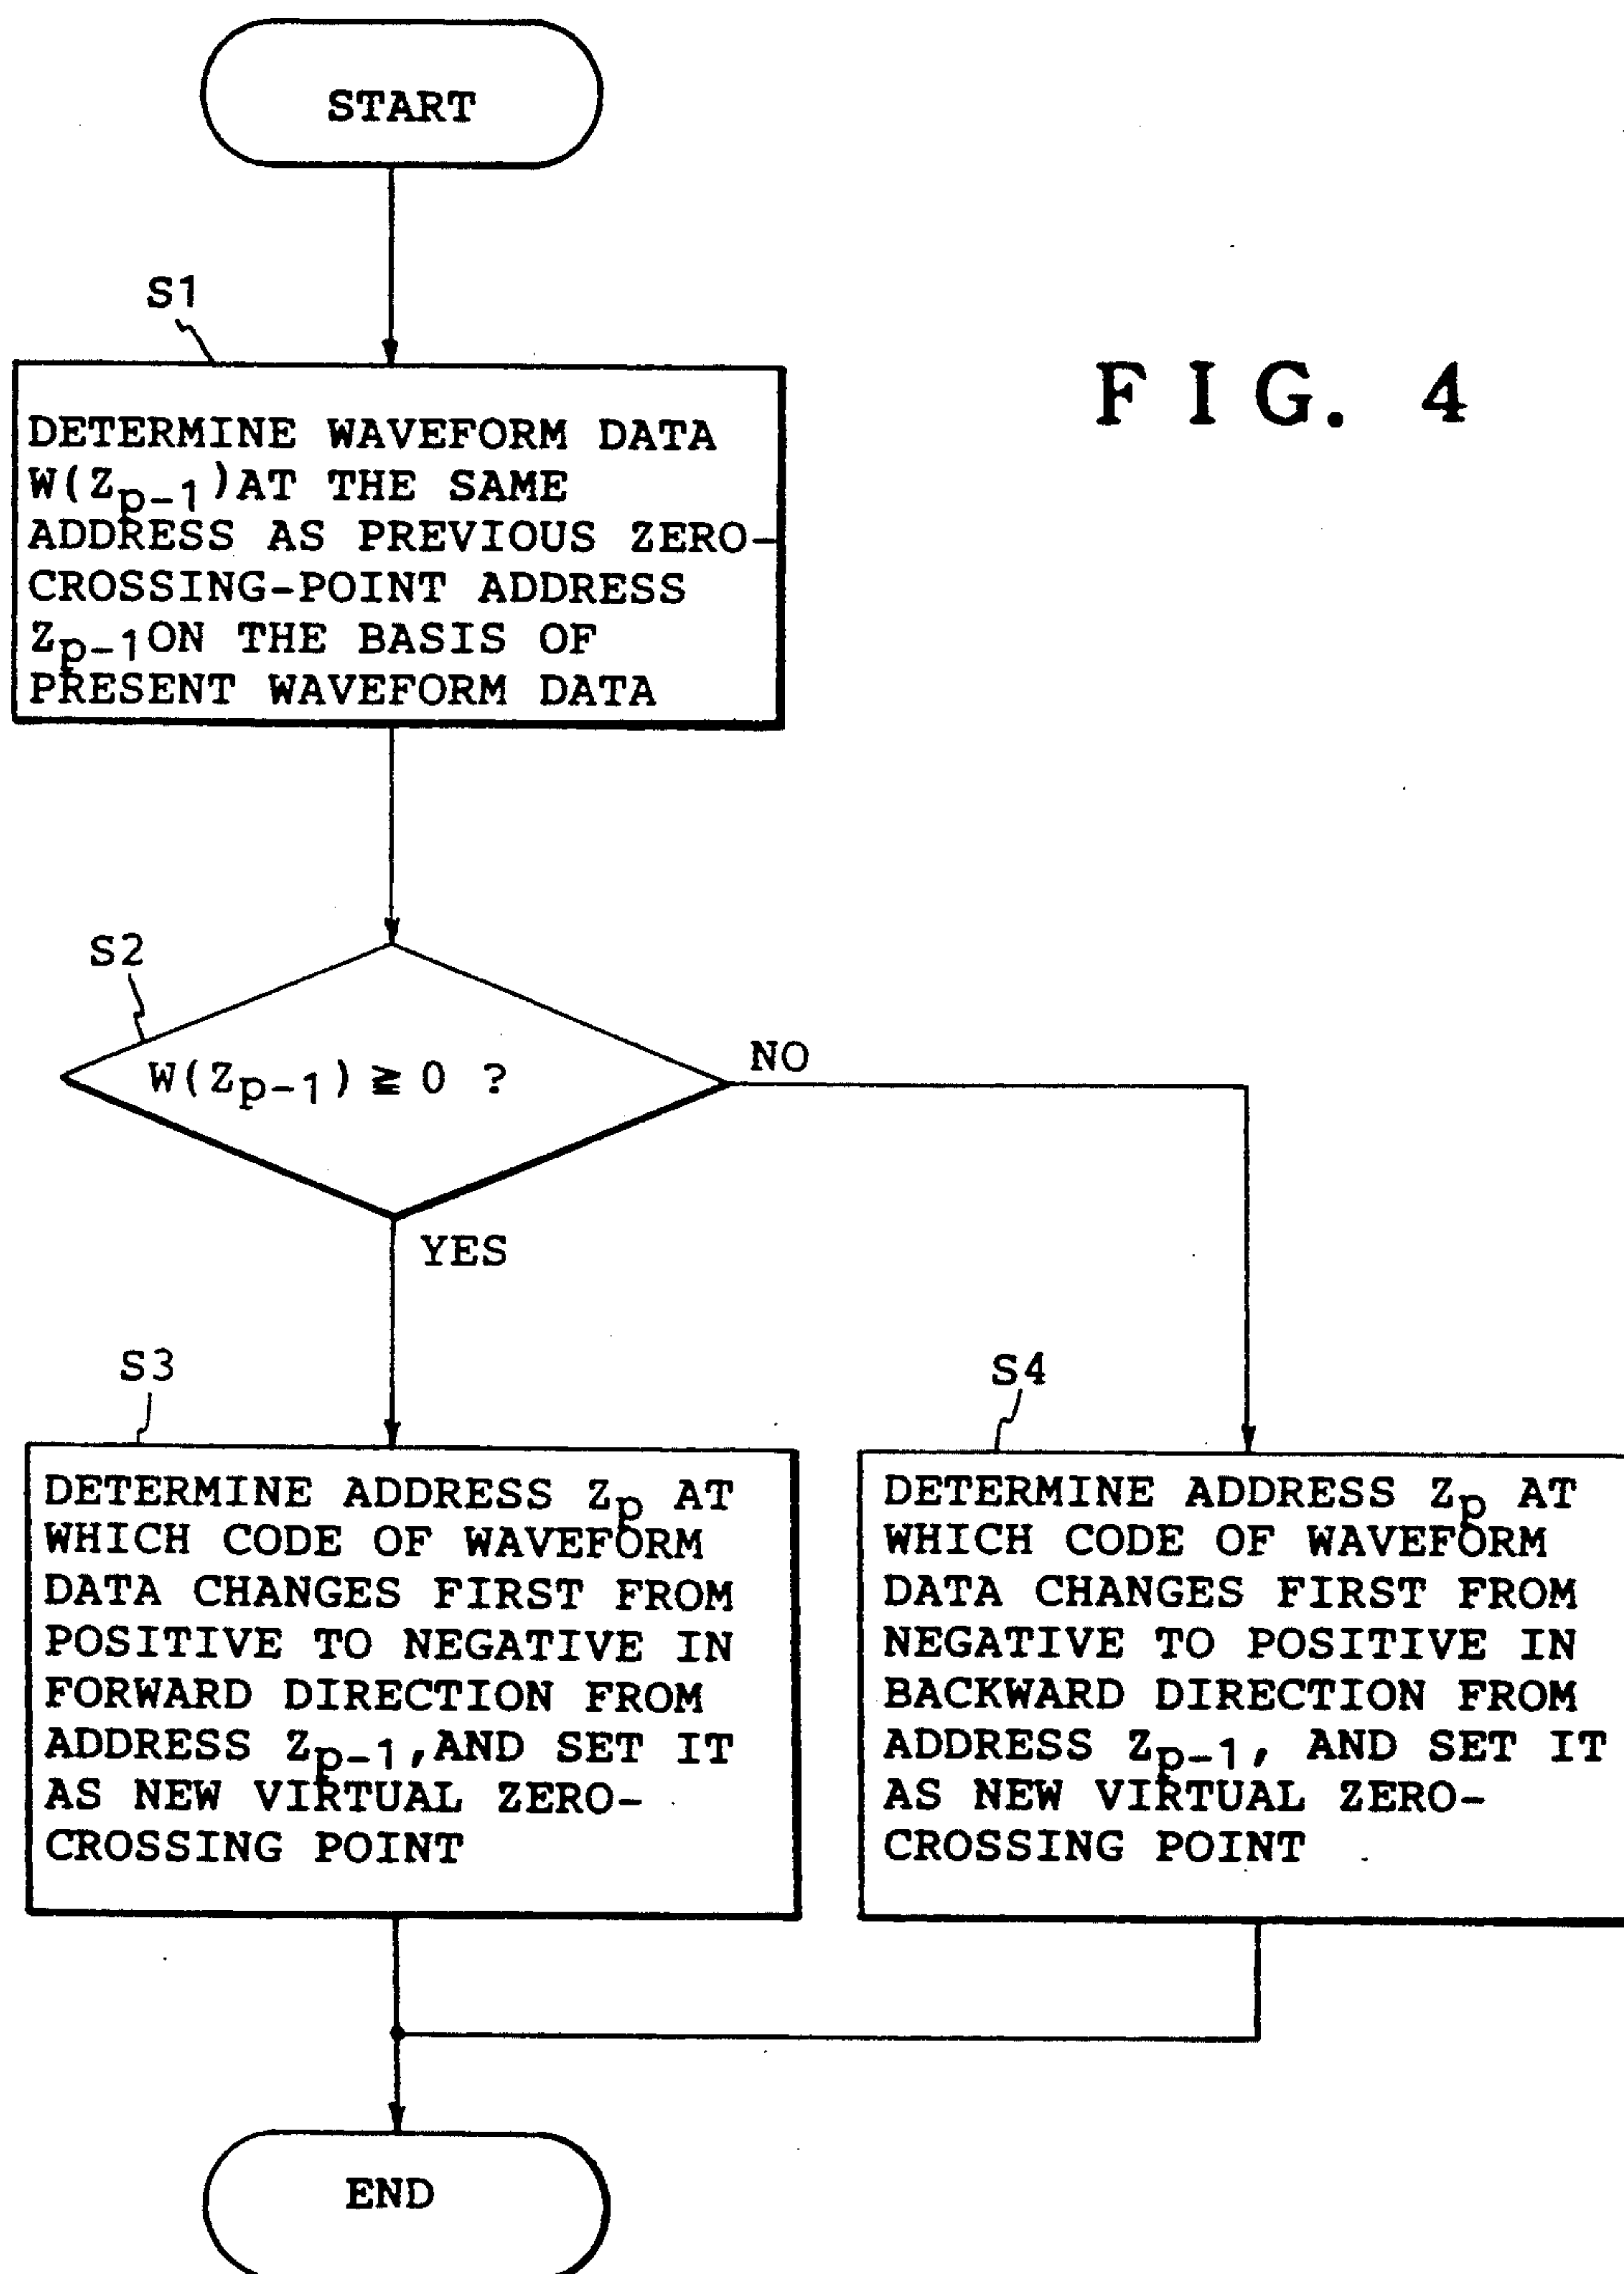 START
S1
FIG. 4
DETERMINE WAVEFORM DATA
W(Zp-1)AT THE SAME
ADDRESS AS PREVIOUS ZERO-
CROSSING-POINT ADDRESS
Zp-1 ON THE BASIS OF
PRESENT WAVEFORM DATA
S2
W(Zp-1) ≧ 0 ?
NO
YES
S3
DETERMINE ADDRESS Zp AT
WHICH CODE OF WAVEFORM
DATA CHANGES FIRST FROM
POSITIVE TO NEGATIVE IN
FORWARD DIRECTION FROM
ADDRESS Zp-1,AND SET IT
AS NEW VIRTUAL ZERO-
CROSSING POINT
S4
DETERMINE ADDRESS Zp AT
WHICH CODE OF WAVEFORM
DATA CHANGES FIRST FROM
NEGATIVE TO POSITIVE IN
BACKWARD DIRECTION FROM
ADDRESS Zp-1, AND SET IT
AS NEW VIRTUAL ZERO-
CROSSING POINT
END